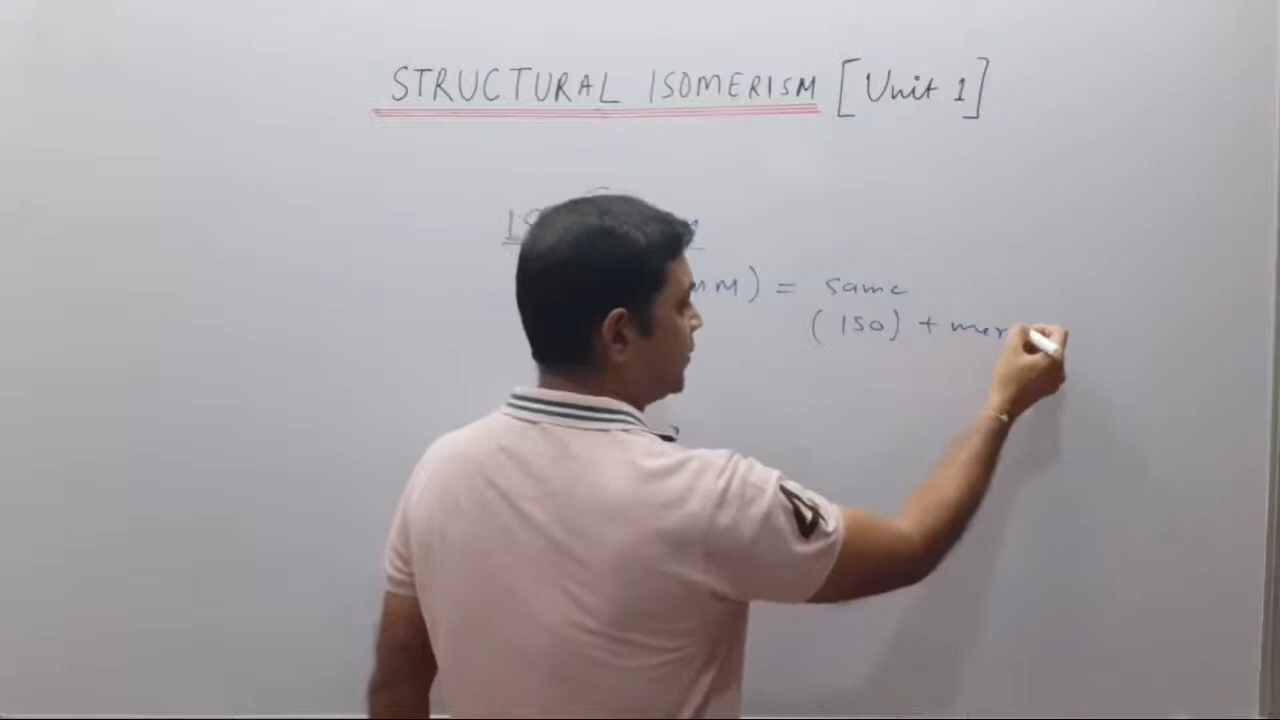 STRUCTURAL ISOMERISM [Unit 1]
MM) = same
(ISO) + mer